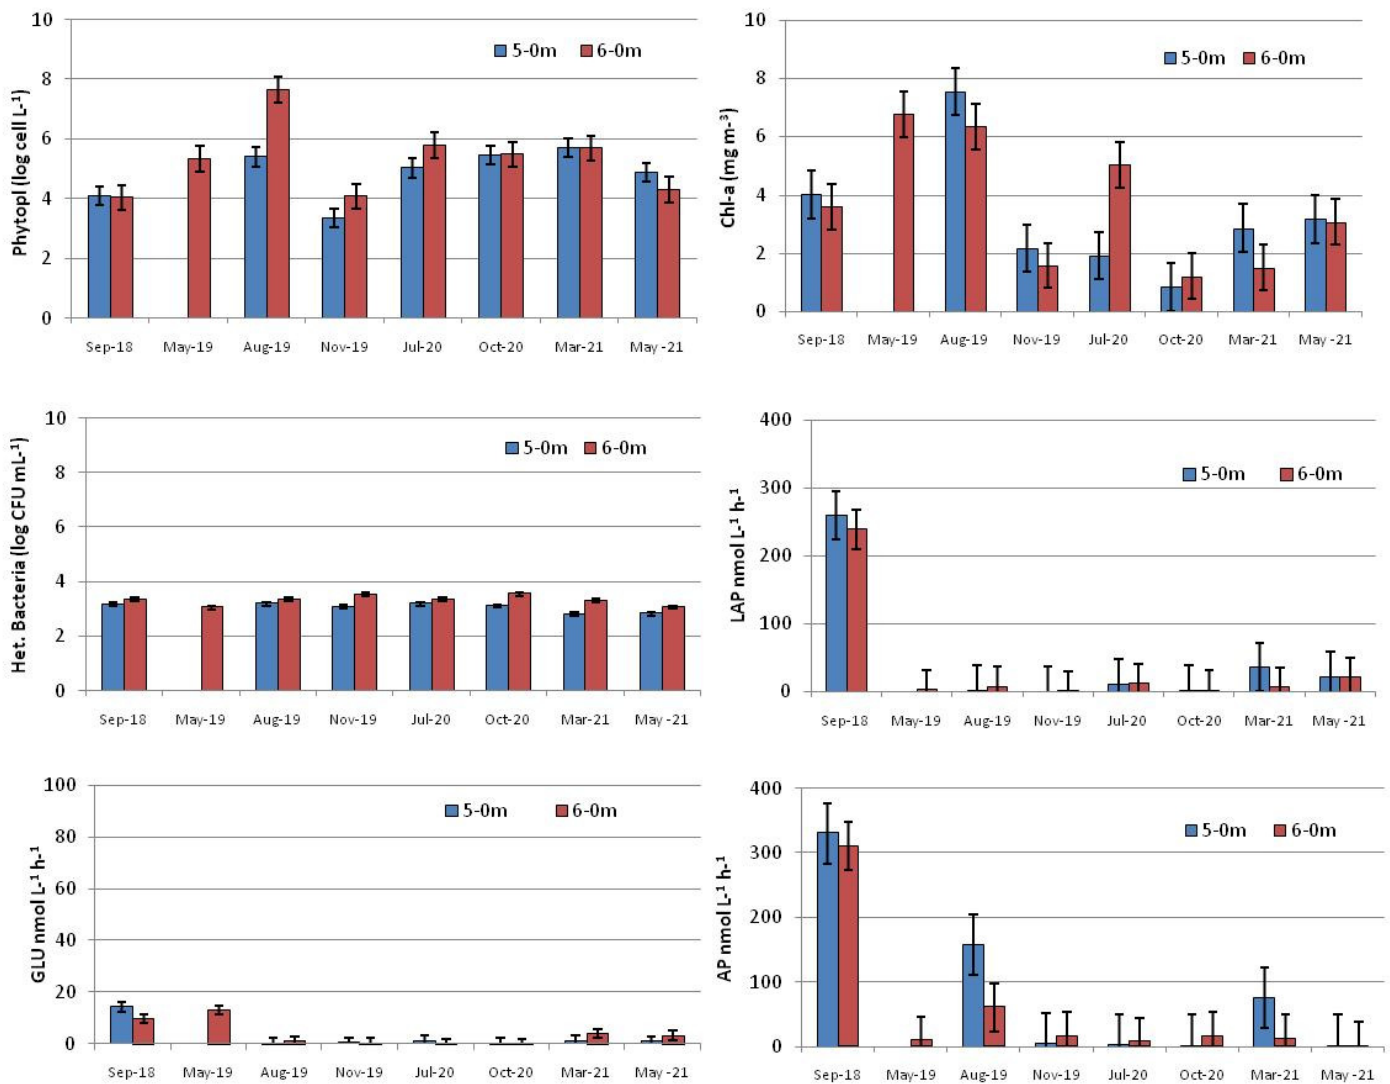 Phytopl (log cell L-1)
10
8
6
4
2
0
5-0m 6-0m
Sep-18 May-19 Aug-19 Nov-19 Jul-20 Oct-20 Mar-21 May -21
Chl-a (mg m-3)
10
8
6
4
2
0
5-0m 6-0m
Sep-18 May-19 Aug-19 Nov-19 Jul-20 Oct-20 Mar-21 May -21
Het. Bacteria (log CFU mL-1)
10
8
6
4
2
0
5-0m 6-0m
Sep-18 May-19 Aug-19 Nov-19 Jul-20 Oct-20 Mar-21 May -21
LAP nmol L-1 h-1
400
300
200
100
0
5-0m 6-0m
Sep-18 May-19 Aug-19 Nov-19 Jul-20 Oct-20 Mar-21 May -21
GLU nmol L-1 h-1
100
80
60
40
20
0
5-0m 6-0m
Sep-18 May-19 Aug-19 Nov-19 Jul-20 Oct-20 Mar-21 May -21
AP nmol L-1 h-1
400
300
200
100
0
5-0m 6-0m
Sep-18 May-19 Aug-19 Nov-19 Jul-20 Oct-20 Mar-21 May -21